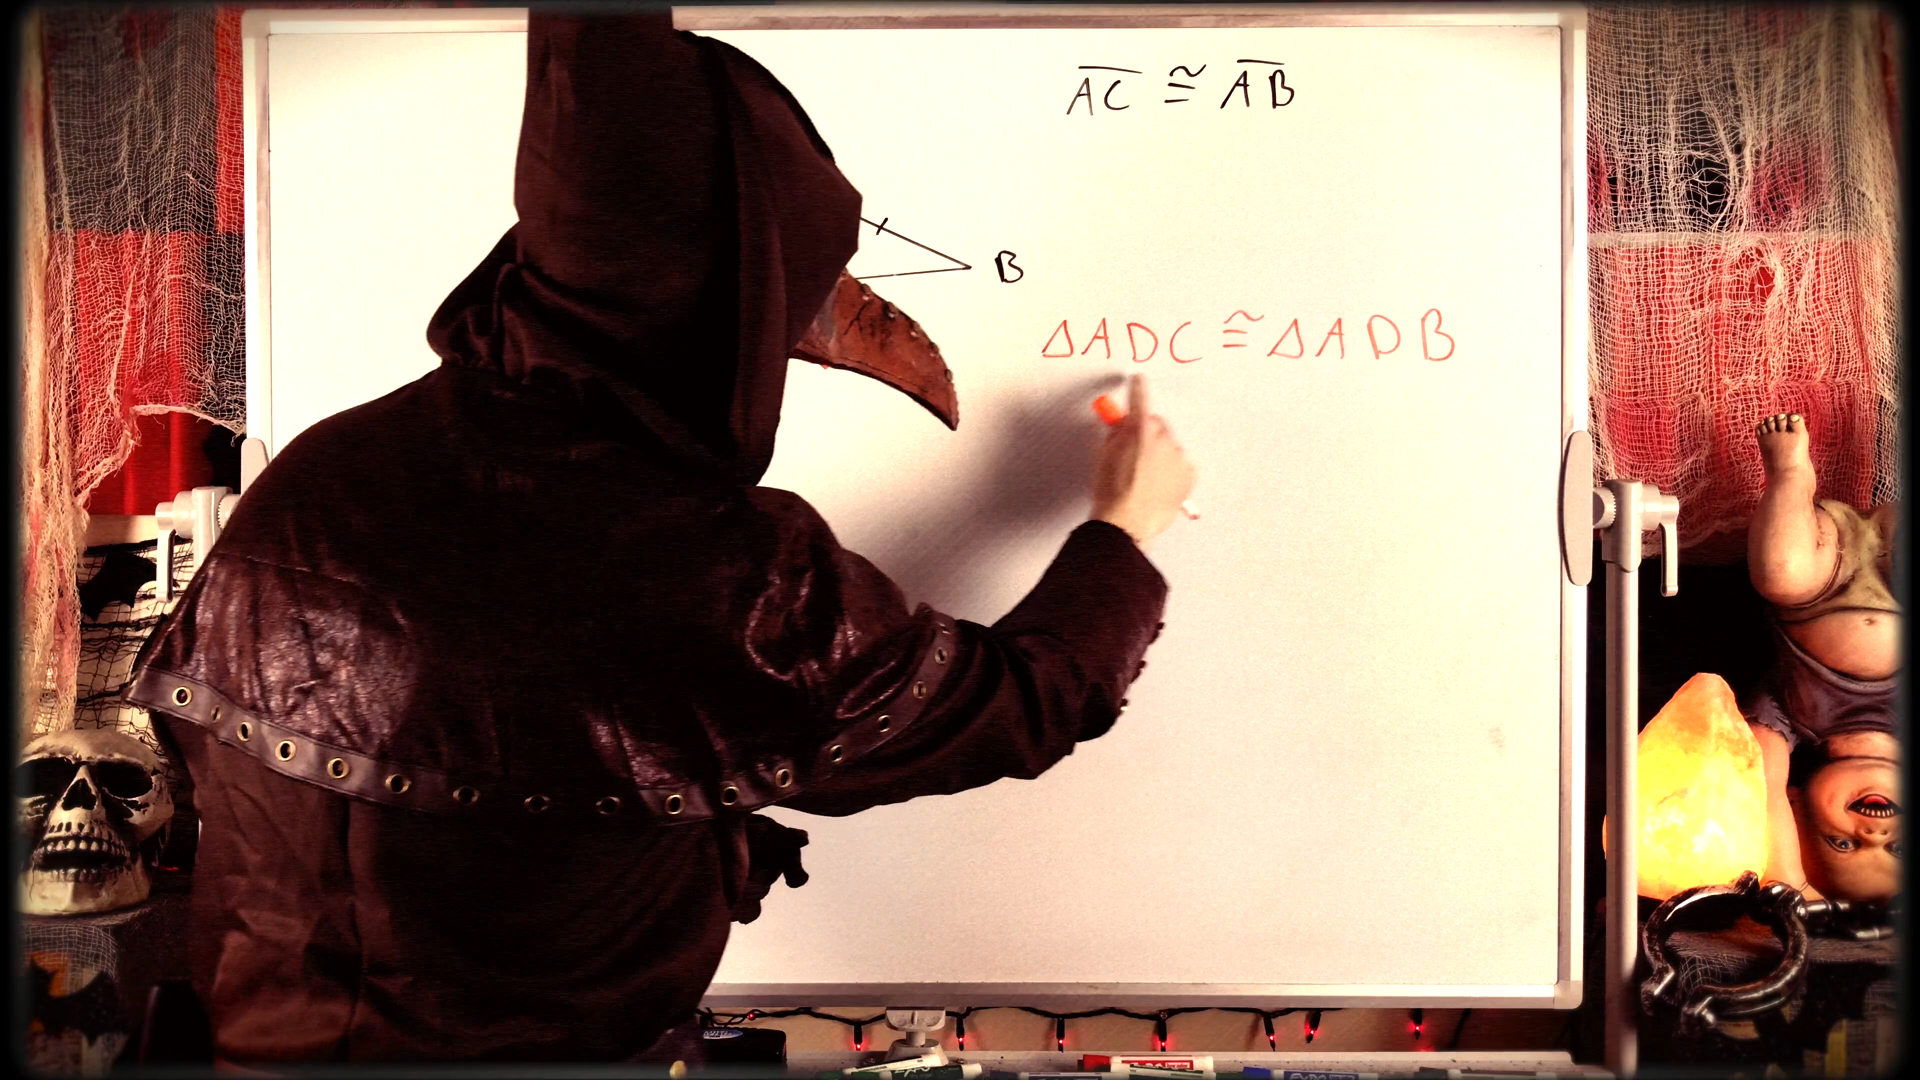 AC ≅ AB
B
ΔADC ≅ ΔADB